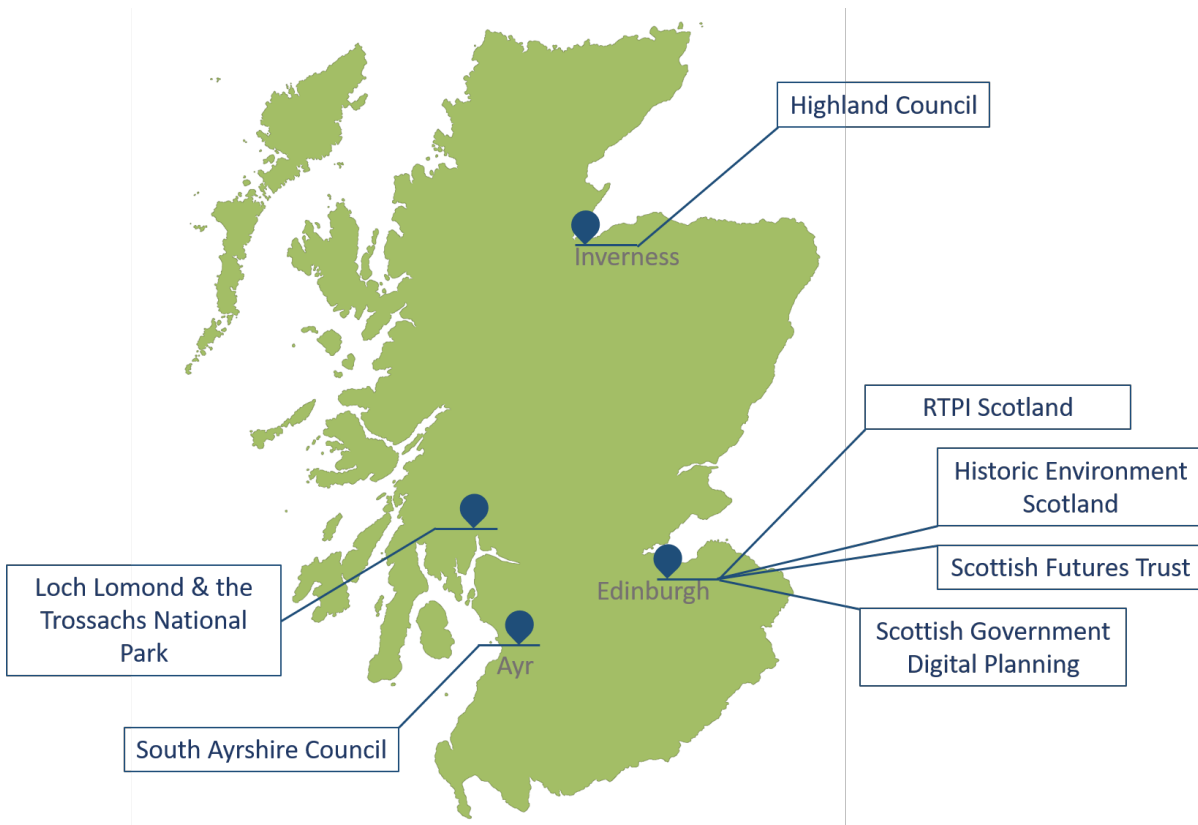 Highland Council
Inverness
RTPI Scotland
Historic Environment
Scotland
Scottish Futures Trust
Edinburgh
Scottish Government
Digital Planning
Loch Lomond & the
Trossachs National
Park
Ayr
South Ayrshire Council